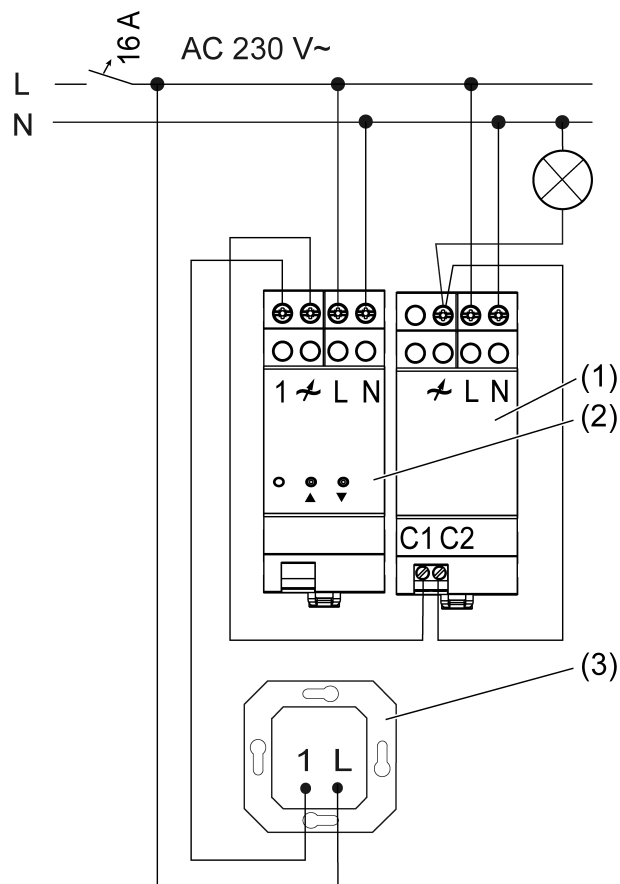 16 A
AC 230 V~
L
N
1 L N
L N
(1)
(2)
▲ ▼
C1 C2
(3)
1 L